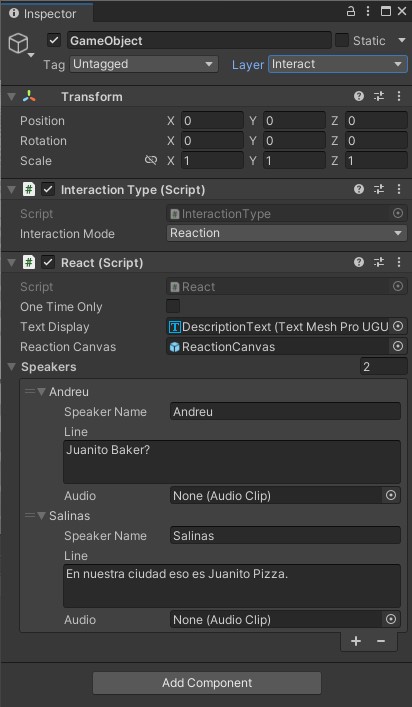 Inspector
GameObject Static
Tag Untagged Layer Interact
Transform
Position X 0 Y 0 Z 0
Rotation X 0 Y 0 Z 0
Scale X 1 Y 1 Z 1
# Interaction Type (Script)
Script InteractionType
Interaction Mode Reaction
# React (Script)
Script React
One Time Only
Text Display DescriptionText (Text Mesh Pro UGU
Reaction Canvas ReactionCanvas
Speakers 2
Andreu
Speaker Name Andreu
Line
Juanito Baker?
Audio None (Audio Clip)
Salinas
Speaker Name Salinas
Line
En nuestra ciudad eso es Juanito Pizza.
Audio None (Audio Clip)
+ −
Add Component